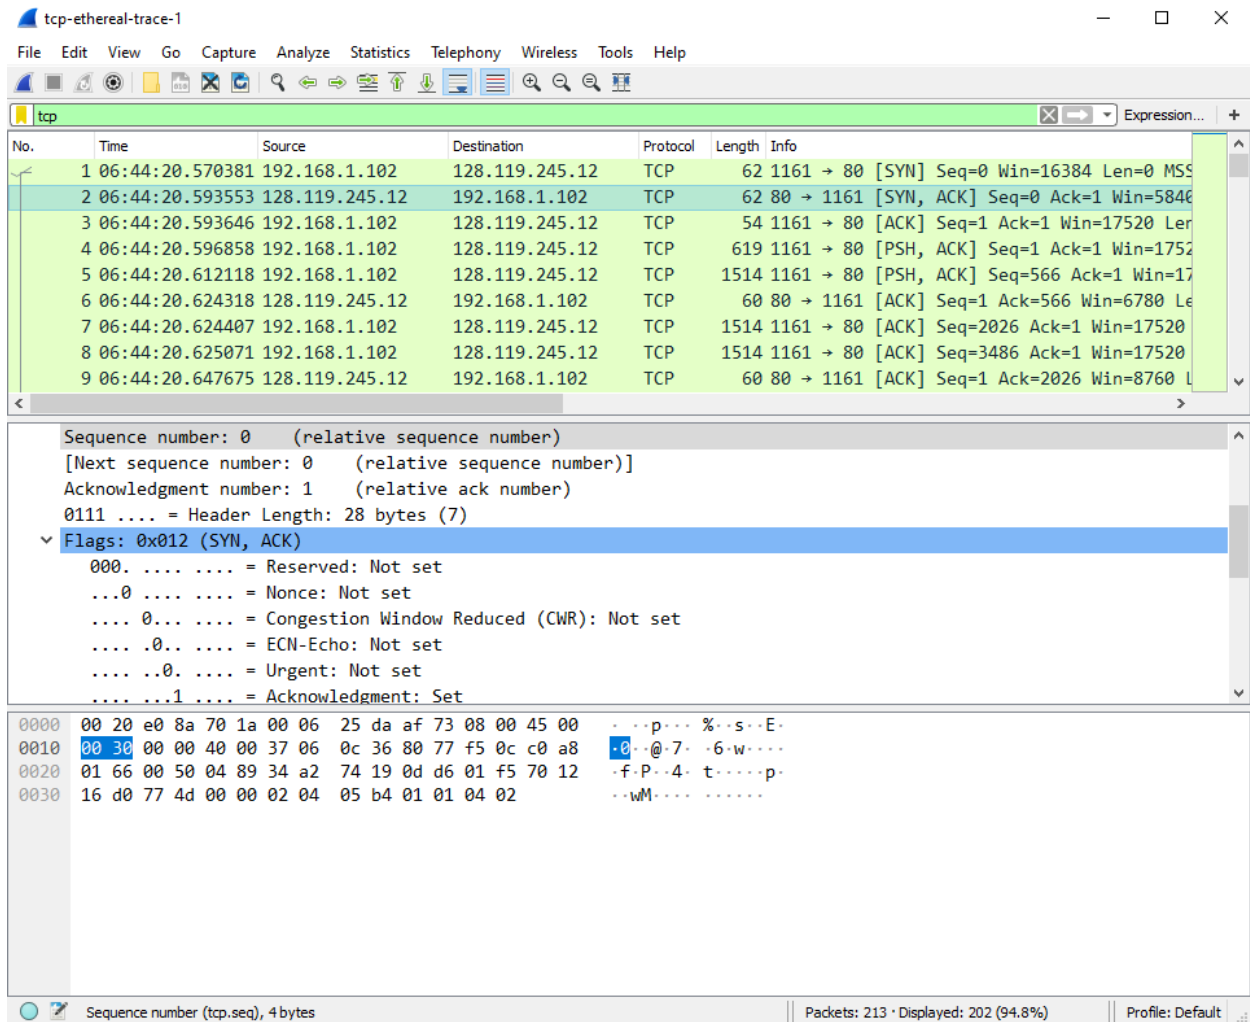 tcp-ethereal-trace-1
File Edit View Go Capture Analyze Statistics Telephony Wireless Tools Help
tcp Expression... +
No. Time Source Destination Protocol Length Info
1 06:44:20.570381 192.168.1.102 128.119.245.12 TCP 62 1161 → 80 [SYN] Seq=0 Win=16384 Len=0 MSS
2 06:44:20.593553 128.119.245.12 192.168.1.102 TCP 62 80 → 1161 [SYN, ACK] Seq=0 Ack=1 Win=5840
3 06:44:20.593646 192.168.1.102 128.119.245.12 TCP 54 1161 → 80 [ACK] Seq=1 Ack=1 Win=17520 Len
4 06:44:20.596858 192.168.1.102 128.119.245.12 TCP 619 1161 → 80 [PSH, ACK] Seq=1 Ack=1 Win=1752
5 06:44:20.612118 192.168.1.102 128.119.245.12 TCP 1514 1161 → 80 [PSH, ACK] Seq=566 Ack=1 Win=17
6 06:44:20.624318 128.119.245.12 192.168.1.102 TCP 60 80 → 1161 [ACK] Seq=1 Ack=566 Win=6780 Le
7 06:44:20.624407 192.168.1.102 128.119.245.12 TCP 1514 1161 → 80 [ACK] Seq=2026 Ack=1 Win=17520
8 06:44:20.625071 192.168.1.102 128.119.245.12 TCP 1514 1161 → 80 [ACK] Seq=3486 Ack=1 Win=17520
9 06:44:20.647675 128.119.245.12 192.168.1.102 TCP 60 80 → 1161 [ACK] Seq=1 Ack=2026 Win=8760 L
Sequence number: 0 (relative sequence number)
[Next sequence number: 0 (relative sequence number)]
Acknowledgment number: 1 (relative ack number)
0111 .... = Header Length: 28 bytes (7)
Flags: 0x012 (SYN, ACK)
000. .... .... = Reserved: Not set
...0 .... .... = Nonce: Not set
.... 0... .... = Congestion Window Reduced (CWR): Not set
.... .0.. .... = ECN-Echo: Not set
.... ..0. .... = Urgent: Not set
.... ...1 .... = Acknowledgment: Set
0000 00 20 e0 8a 70 1a 00 06 25 da af 73 08 00 45 00 · ··p··· %··s··E·
0010 00 30 00 00 40 00 37 06 0c 36 80 77 f5 0c c0 a8 ·0··@·7· ·6·w····
0020 01 66 00 50 04 89 34 a2 74 19 0d d6 01 f5 70 12 ·f·P··4· t·····p·
0030 16 d0 77 4d 00 00 02 04 05 b4 01 01 04 02 ··wM···· ······
Sequence number (tcp.seq), 4 bytes Packets: 213 · Displayed: 202 (94.8%) Profile: Default